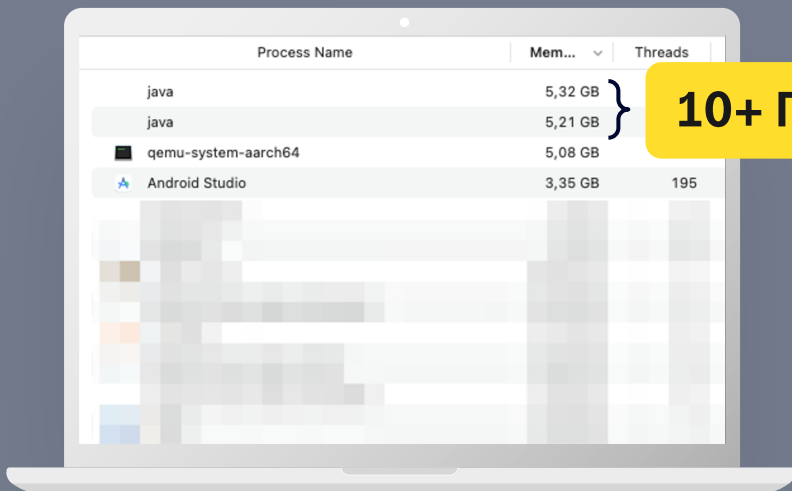 Process Name Mem... Threads
java 5,32 GB
java 5,21 GB
10+
qemu-system-aarch64 5,08 GB
Android Studio 3,35 GB 195